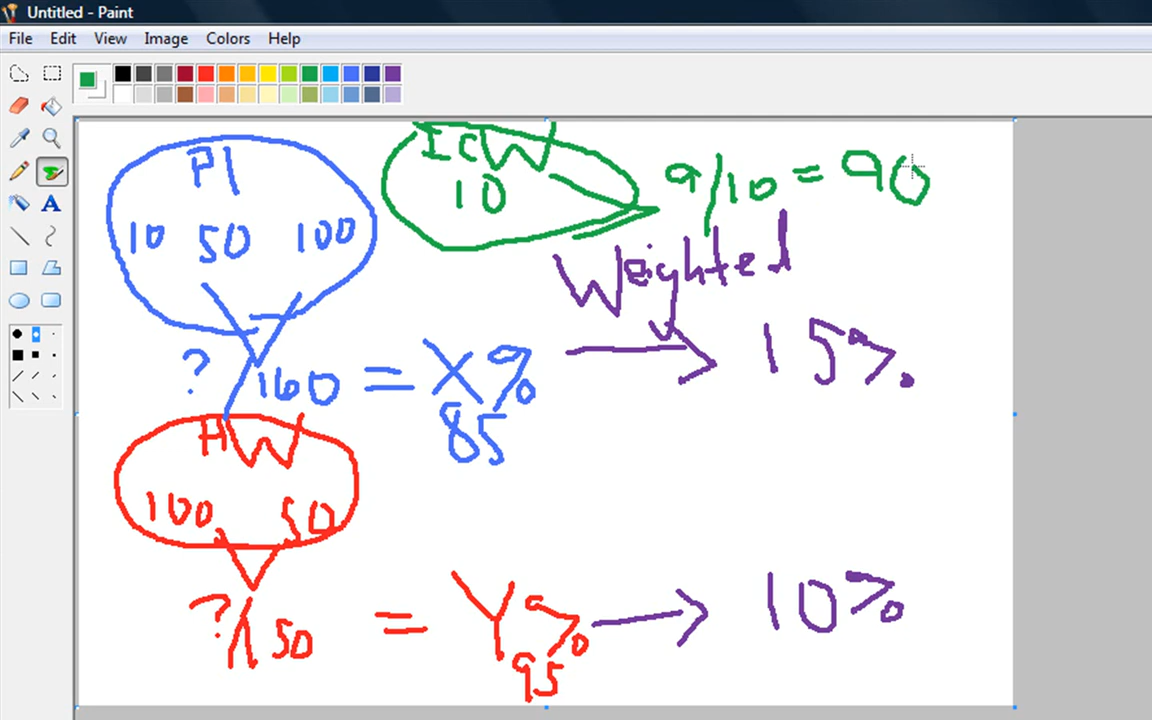 Untitled - Paint
File Edit View Image Colors Help
PI
10 50 100
ICW
10
9/10 = 90
Weighted
?/160 = X%
85
15%
HW
100 50
?/150 = Y%
95
10%